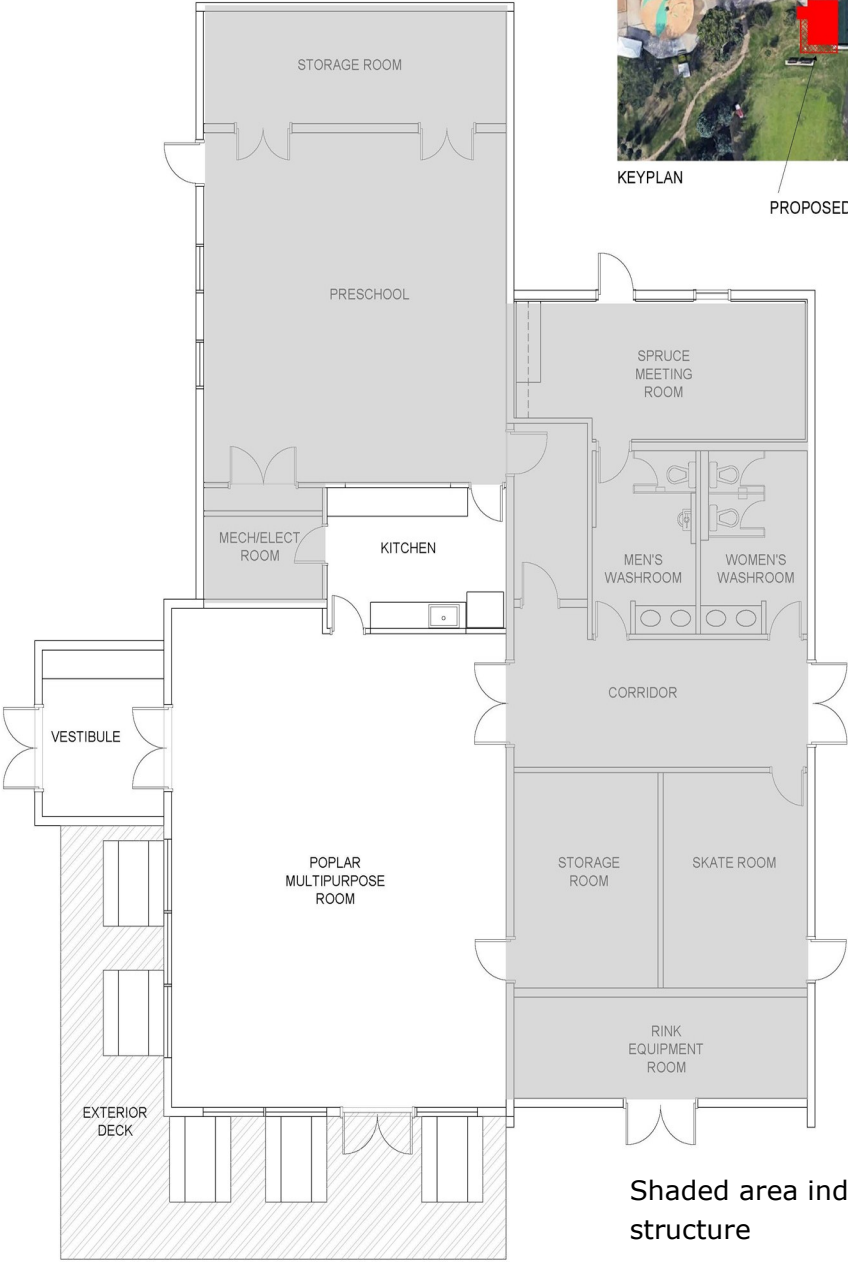 STORAGE ROOM
KEYPLAN
PROPOSED
PRESCHOOL
SPRUCE
MEETING
ROOM
MECH/ELECT
ROOM
KITCHEN
MEN'S
WASHROOM
WOMEN'S
WASHROOM
CORRIDOR
VESTIBULE
POPLAR
MULTIPURPOSE
ROOM
STORAGE
ROOM
SKATE ROOM
RINK
EQUIPMENT
ROOM
EXTERIOR
DECK
Shaded area ind
structure